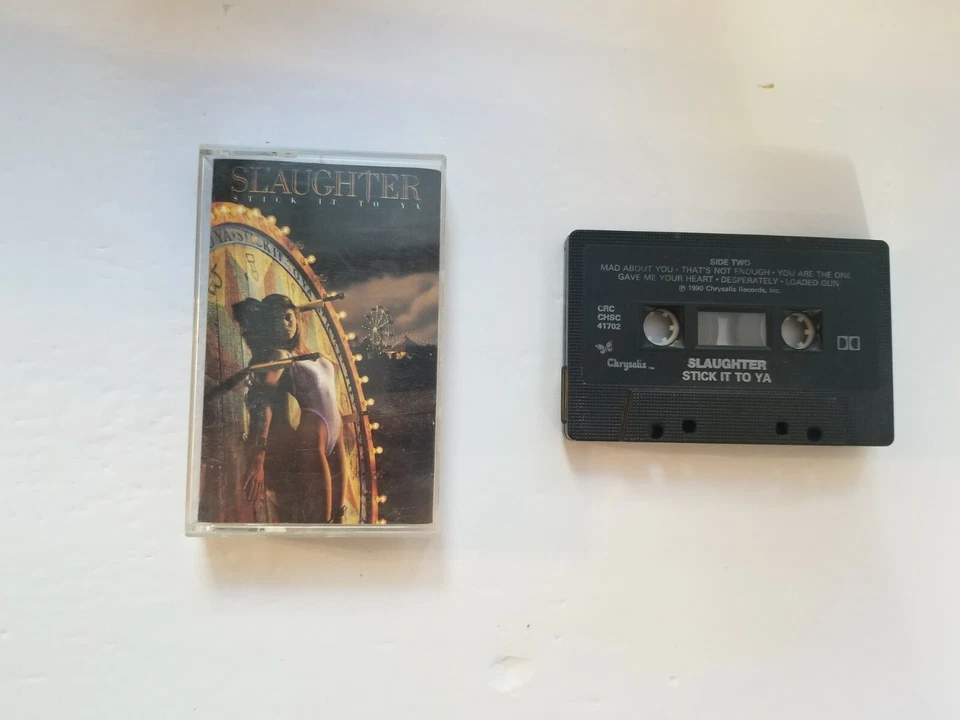 SLAUGHTER
STICK IT TO YA
SIDE TWO
MAD ABOUT YOU • THAT'S NOT ENOUGH • YOU ARE THE ONE
GAVE ME YOUR HEART • DESPERATELY • LOADED GUN
℗ 1990 Chrysalis Records, Inc.
CRC
CHSC
41702
Chrysalis TM
SLAUGHTER
STICK IT TO YA